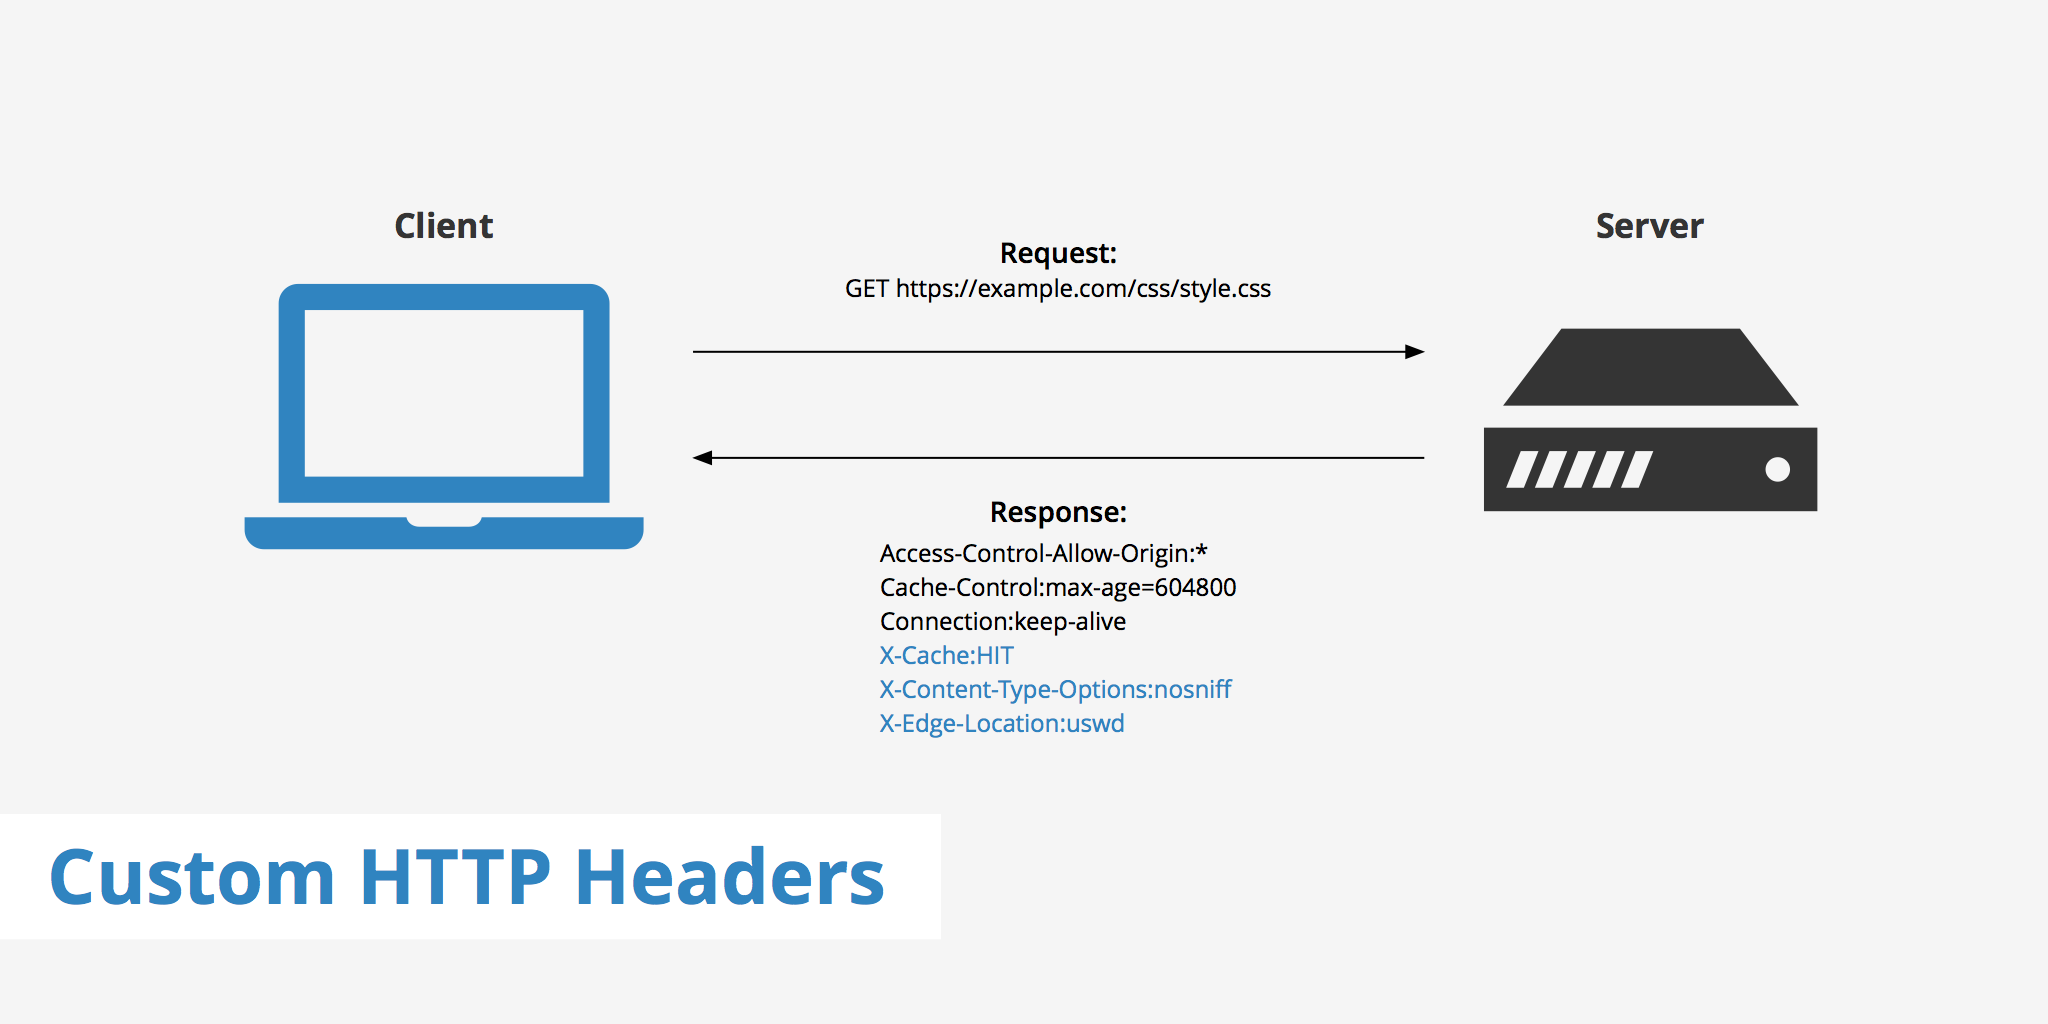 Client
Server
Request:
GET https://example.com/css/style.css
Response:
Access-Control-Allow-Origin:*
Cache-Control:max-age=604800
Connection:keep-alive
X-Cache:HIT
X-Content-Type-Options:nosniff
X-Edge-Location:uswd
Custom HTTP Headers